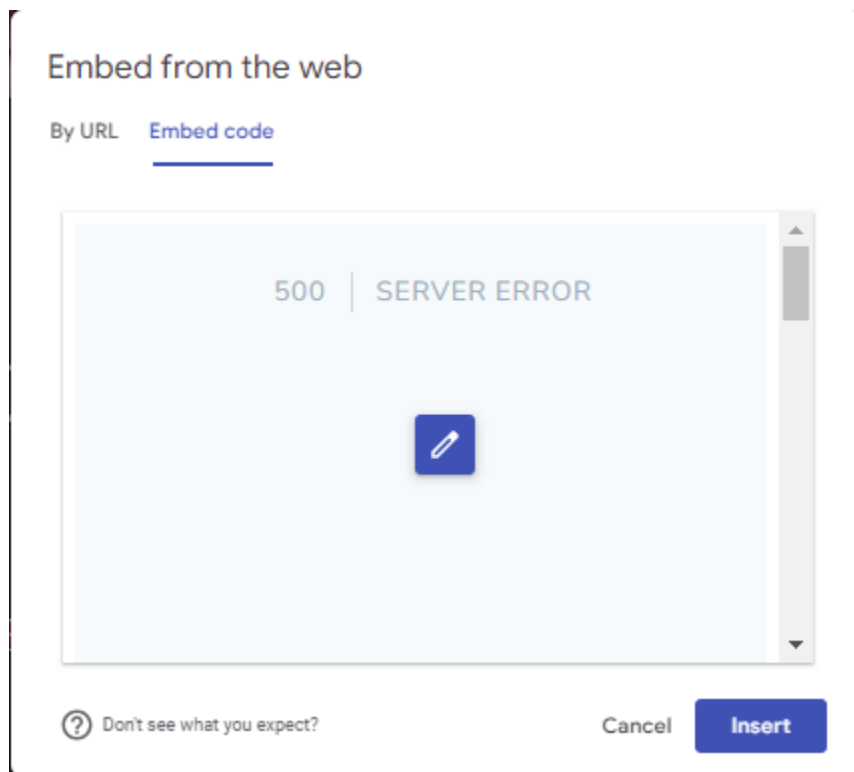 Embed from the web
By URL Embed code
500 SERVER ERROR
Don't see what you expect? Cancel Insert